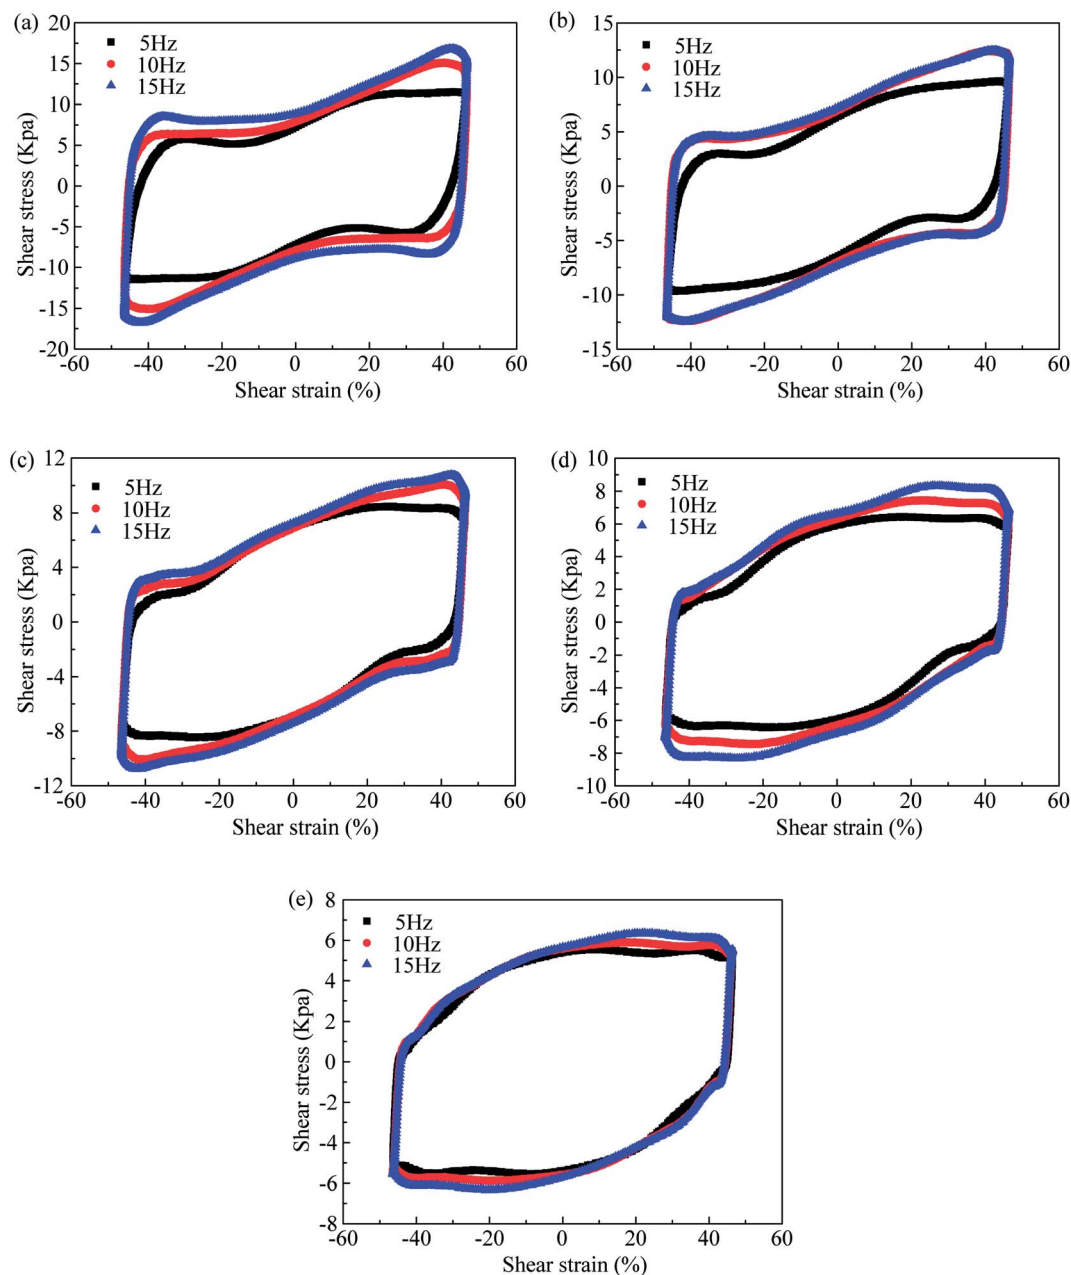 (a)
20
15
10
5
0
-5
-10
-15
-20
5Hz
10Hz
15Hz
Shear stress (Kpa)
-60 -40 -20 0 20 40 60
Shear strain (%)
(b)
15
10
5
0
-5
-10
-15
5Hz
10Hz
15Hz
Shear stress (Kpa)
-60 -40 -20 0 20 40 60
Shear strain (%)
(c)
12
8
4
0
-4
-8
-12
5Hz
10Hz
15Hz
Shear stress (Kpa)
-60 -40 -20 0 20 40 60
Shear strain (%)
(d)
10
8
6
4
2
0
-2
-4
-6
-8
-10
5Hz
10Hz
15Hz
Shear stress (Kpa)
-60 -40 -20 0 20 40 60
Shear strain (%)
(e)
8
6
4
2
0
-2
-4
-6
-8
5Hz
10Hz
15Hz
Shear stress (Kpa)
-60 -40 -20 0 20 40 60
Shear strain (%)